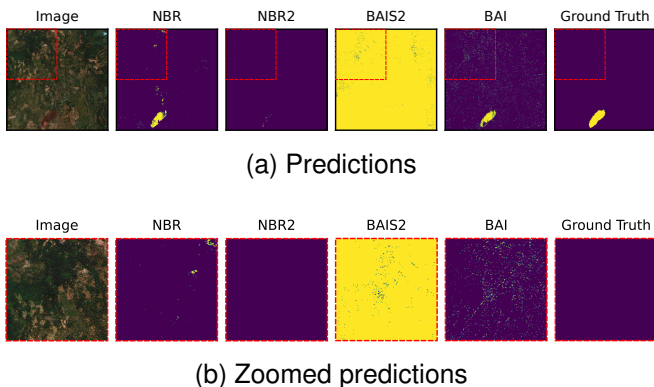 Image NBR NBR2 BAIS2 BAI Ground Truth
(a) Predictions
Image NBR NBR2 BAIS2 BAI Ground Truth
(b) Zoomed predictions